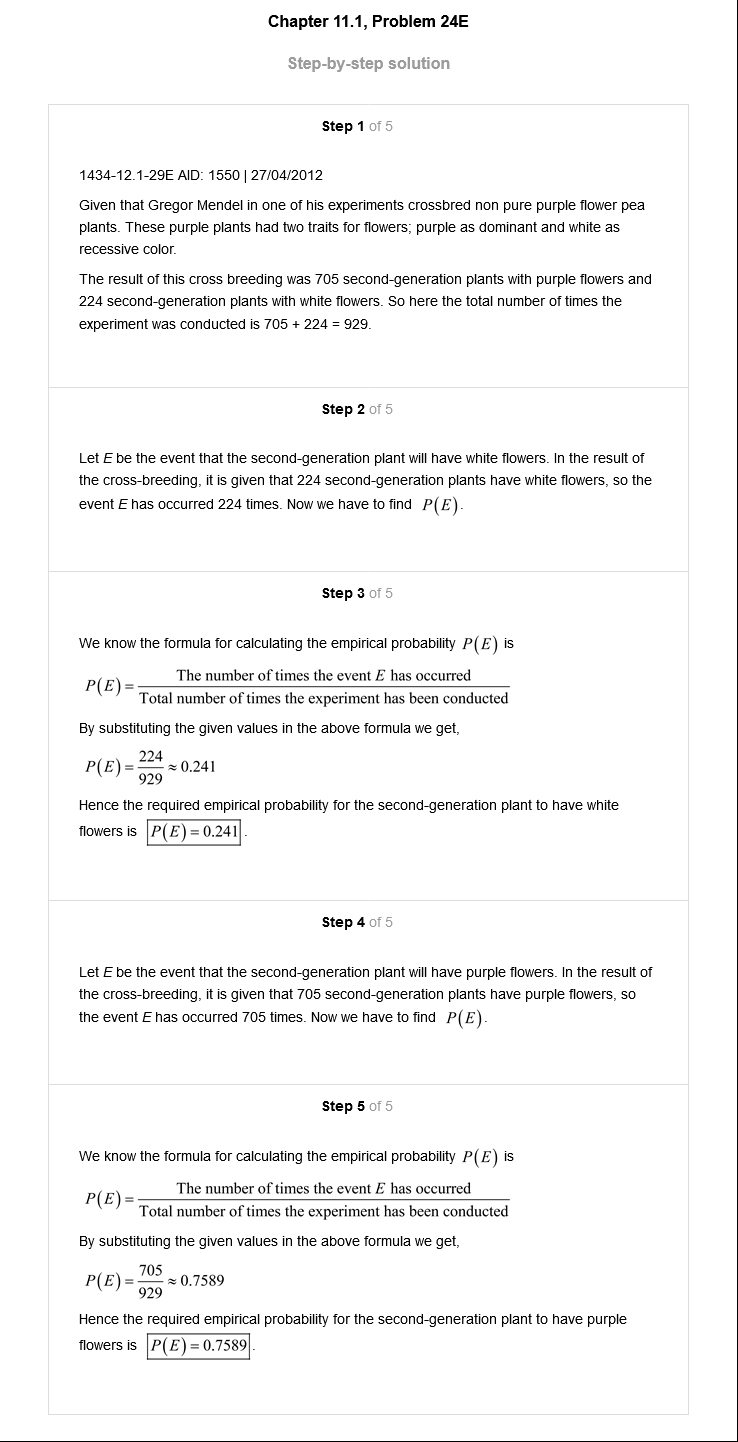 Chapter 11.1, Problem 24E
Step-by-step solution
Step 1 of 5
1434-12.1-29E AID: 1550 | 27/04/2012
Given that Gregor Mendel in one of his experiments crossbred non pure purple flower pea
plants. These purple plants had two traits for flowers; purple as dominant and white as
recessive color.
The result of this cross breeding was 705 second-generation plants with purple flowers and
224 second-generation plants with white flowers. So here the total number of times the
experiment was conducted is 705 + 224 = 929.
Step 2 of 5
Let E be the event that the second-generation plant will have white flowers. In the result of
the cross-breeding, it is given that 224 second-generation plants have white flowers, so the
event E has occurred 224 times. Now we have to find P(E).
Step 3 of 5
We know the formula for calculating the empirical probability P(E) is
P(E) = The number of times the event E has occurred
Total number of times the experiment has been conducted
By substituting the given values in the above formula we get,
P(E) = 224/929 ≈ 0.241
Hence the required empirical probability for the second-generation plant to have white
flowers is P(E) = 0.241.
Step 4 of 5
Let E be the event that the second-generation plant will have purple flowers. In the result of
the cross-breeding, it is given that 705 second-generation plants have purple flowers, so
the event E has occurred 705 times. Now we have to find P(E).
Step 5 of 5
We know the formula for calculating the empirical probability P(E) is
P(E) = The number of times the event E has occurred
Total number of times the experiment has been conducted
By substituting the given values in the above formula we get,
P(E) = 705/929 ≈ 0.7589
Hence the required empirical probability for the second-generation plant to have purple
flowers is P(E) = 0.7589.